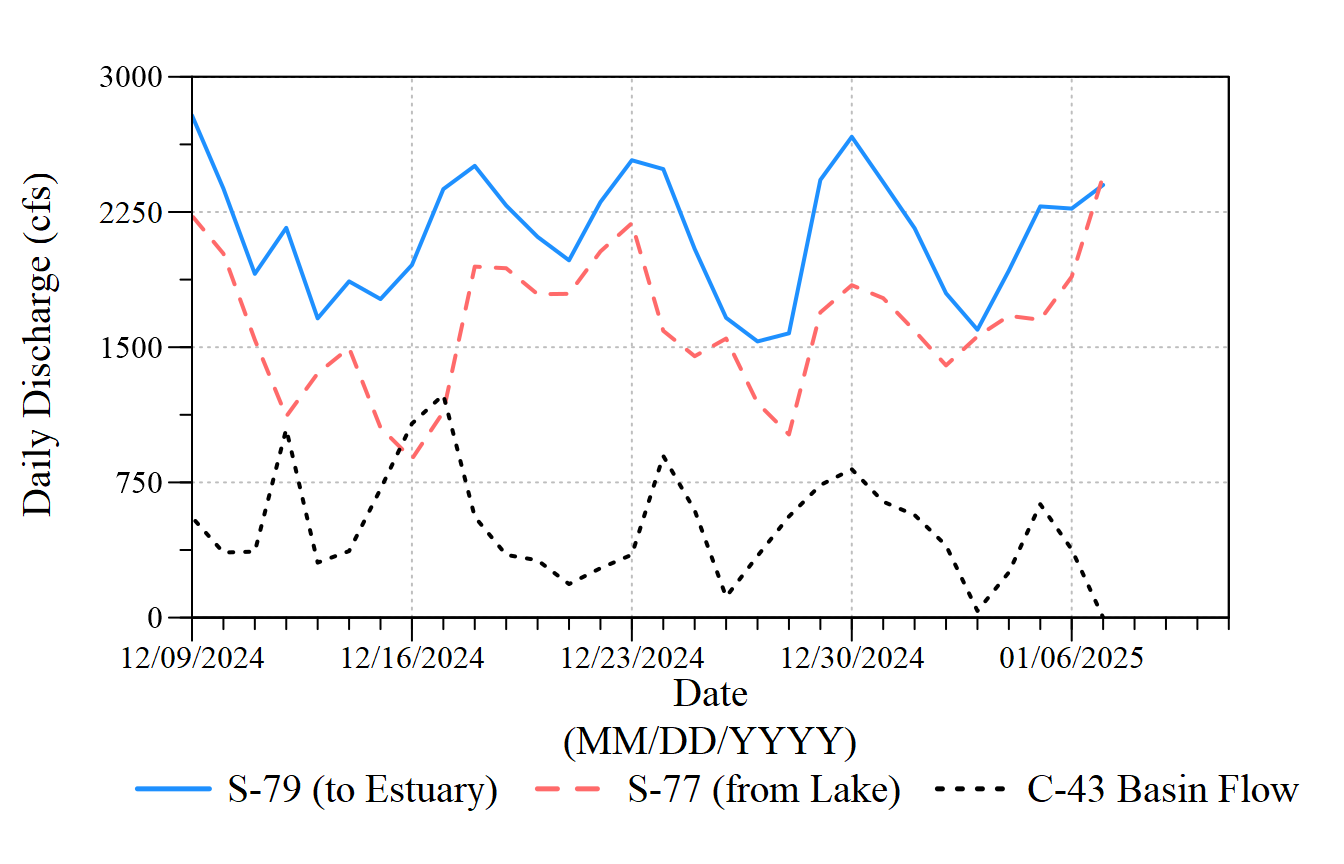 3000
2250
1500
750
0
Daily Discharge (cfs)
12/09/2024 12/16/2024 12/23/2024 12/30/2024 01/06/2025
Date
(MM/DD/YYYY)
S-79 (to Estuary) S-77 (from Lake) C-43 Basin Flow